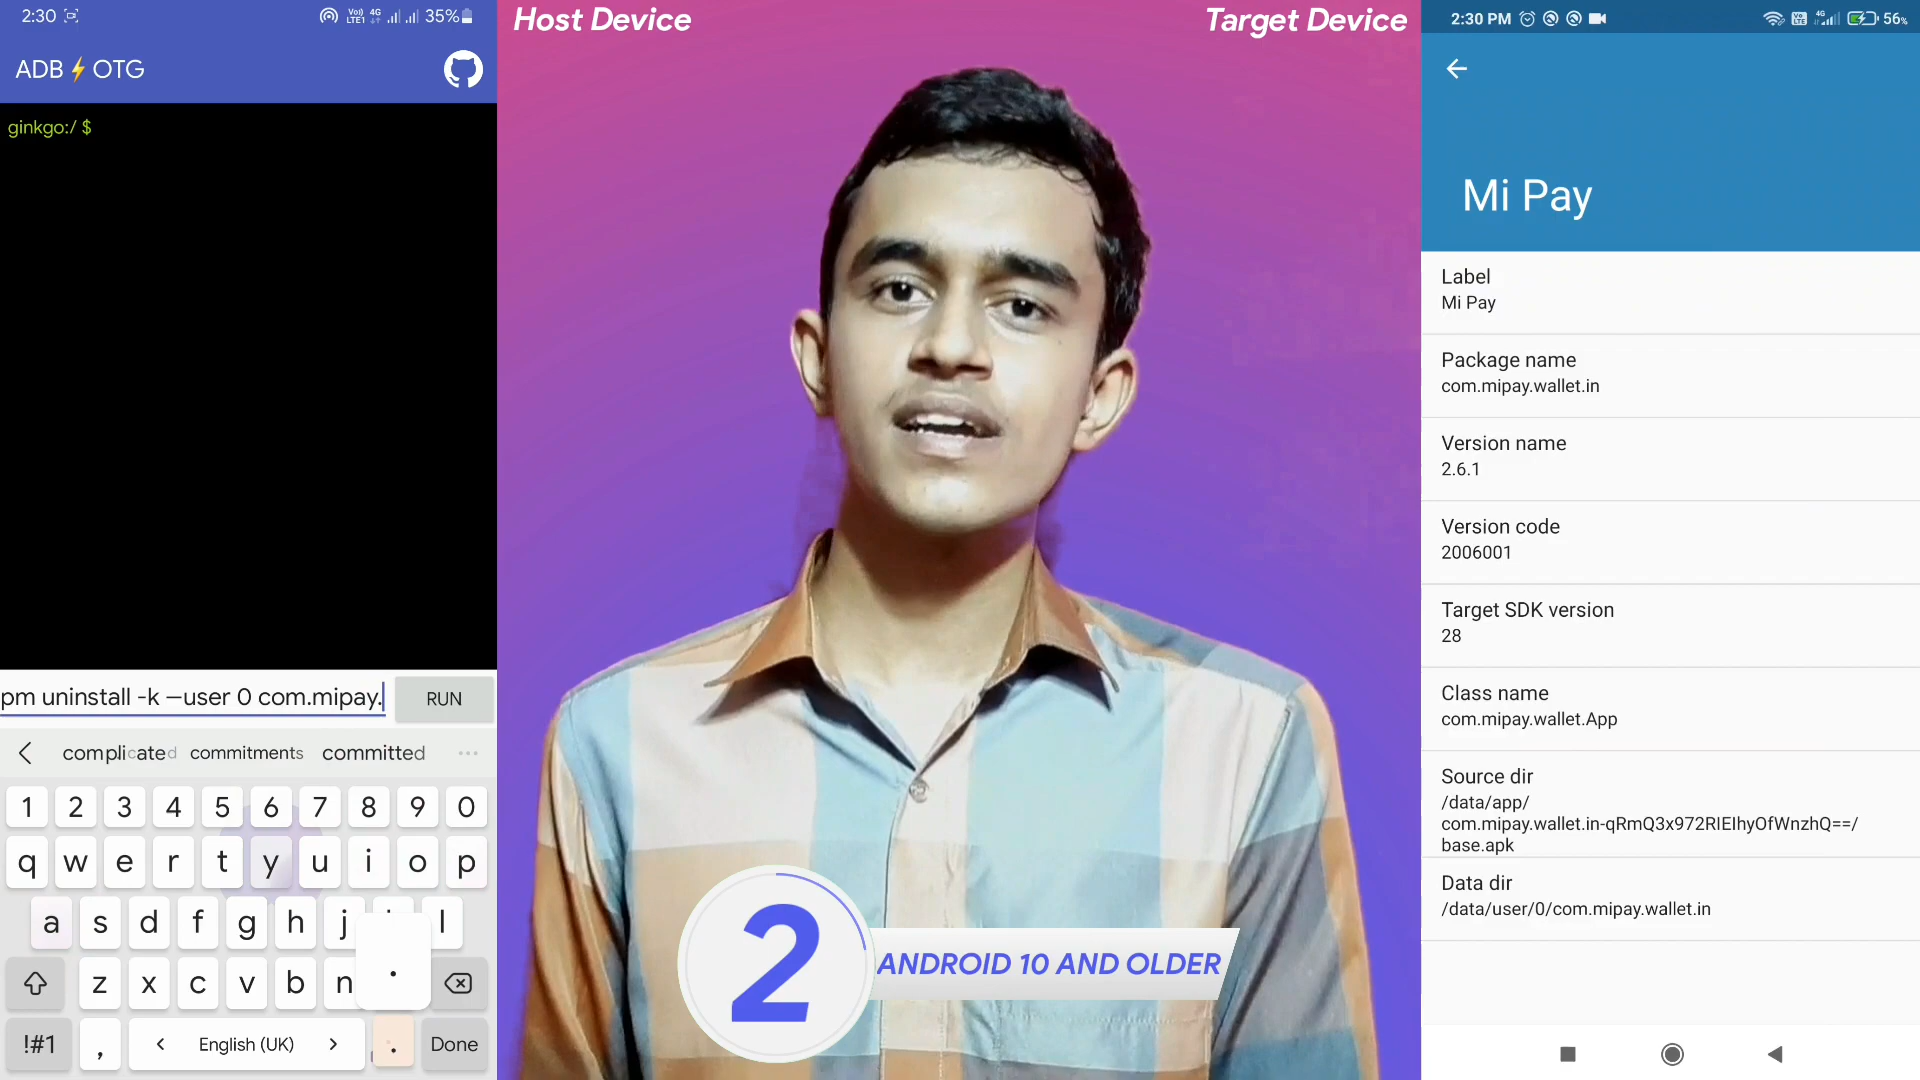 2:30
Vo))
LTE1
4G
35%
ADB⚡OTG
ginkgo:/ $
pm uninstall -k —user 0 com.mipay.
RUN
complicated
commitments
committed
1 2 3 4 5 6 7 8 9 0
q w e r t y u i o p
a s d f g h j l
z x c v b n .
!#1 , < English (UK) > . Done
Host Device
Target Device
2
ANDROID 10 AND OLDER
2:30 PM
4G
56%
Mi Pay
Label
Mi Pay
Package name
com.mipay.wallet.in
Version name
2.6.1
Version code
2006001
Target SDK version
28
Class name
com.mipay.wallet.App
Source dir
/data/app/
com.mipay.wallet.in-qRmQ3x972RIEIhyOfWnzhQ==/
base.apk
Data dir
/data/user/0/com.mipay.wallet.in